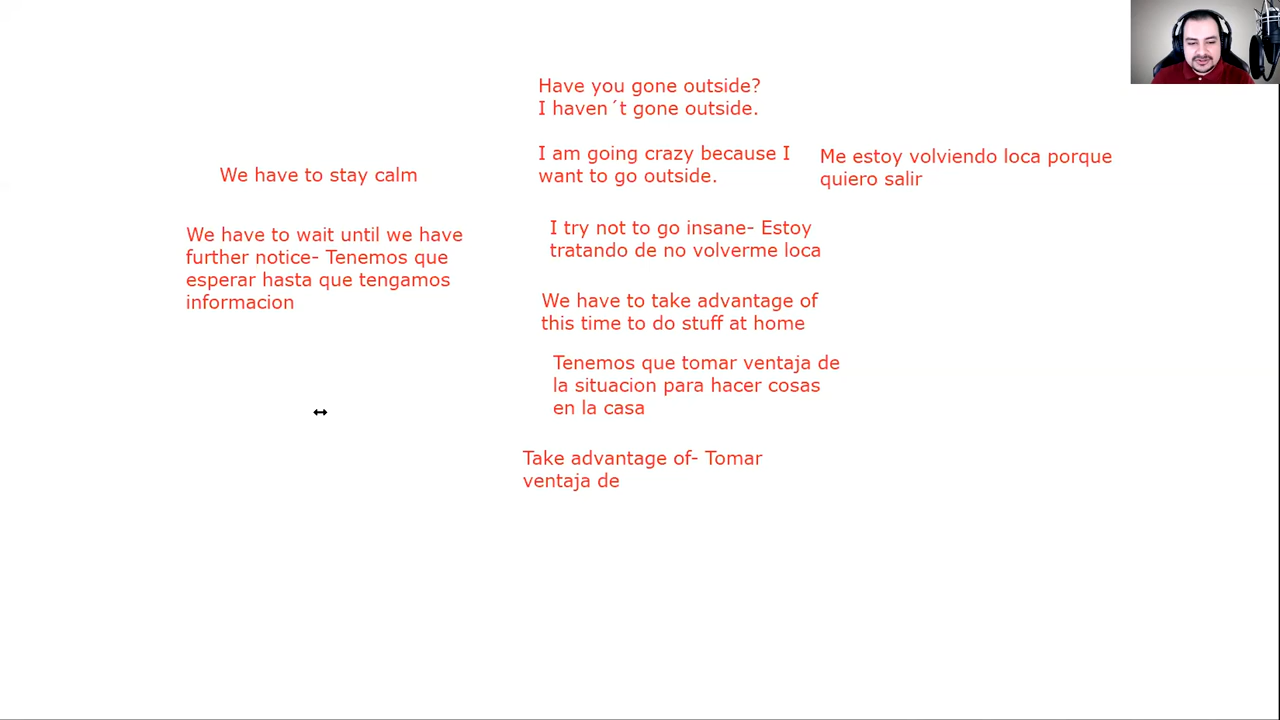 Have you gone outside?
I haven´t gone outside.
I am going crazy because I
want to go outside.
Me estoy volviendo loca porque
quiero salir
We have to stay calm
I try not to go insane- Estoy
tratando de no volverme loca
We have to wait until we have
further notice- Tenemos que
esperar hasta que tengamos
informacion
We have to take advantage of
this time to do stuff at home
Tenemos que tomar ventaja de
la situacion para hacer cosas
en la casa
Take advantage of- Tomar
ventaja de